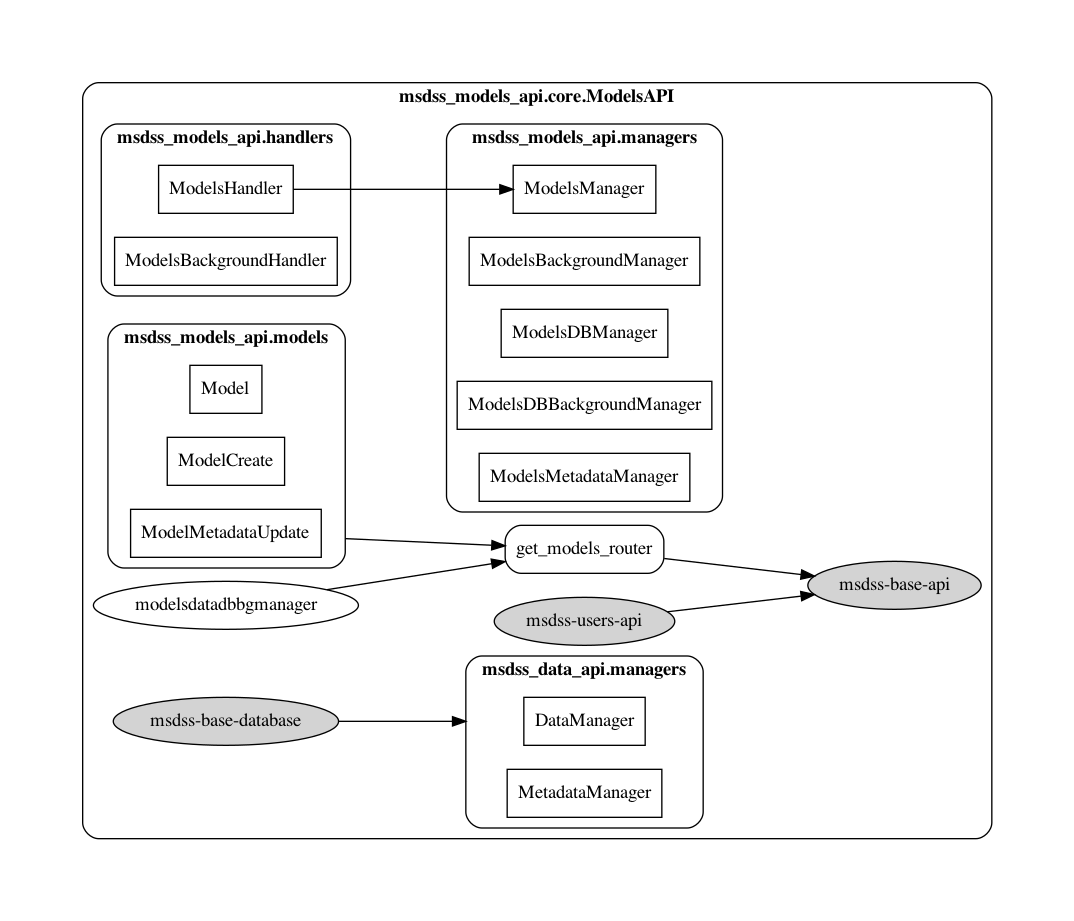 msdss_models_api.core.ModelsAPI
msdss_models_api.handlers
ModelsHandler
ModelsBackgroundHandler
msdss_models_api.managers
ModelsManager
ModelsBackgroundManager
ModelsDBManager
ModelsDBBackgroundManager
ModelsMetadataManager
msdss_models_api.models
Model
ModelCreate
ModelMetadataUpdate
get_models_router
msdss-base-api
modelsdatadbbgmanager
msdss-users-api
msdss-base-database
msdss_data_api.managers
DataManager
MetadataManager